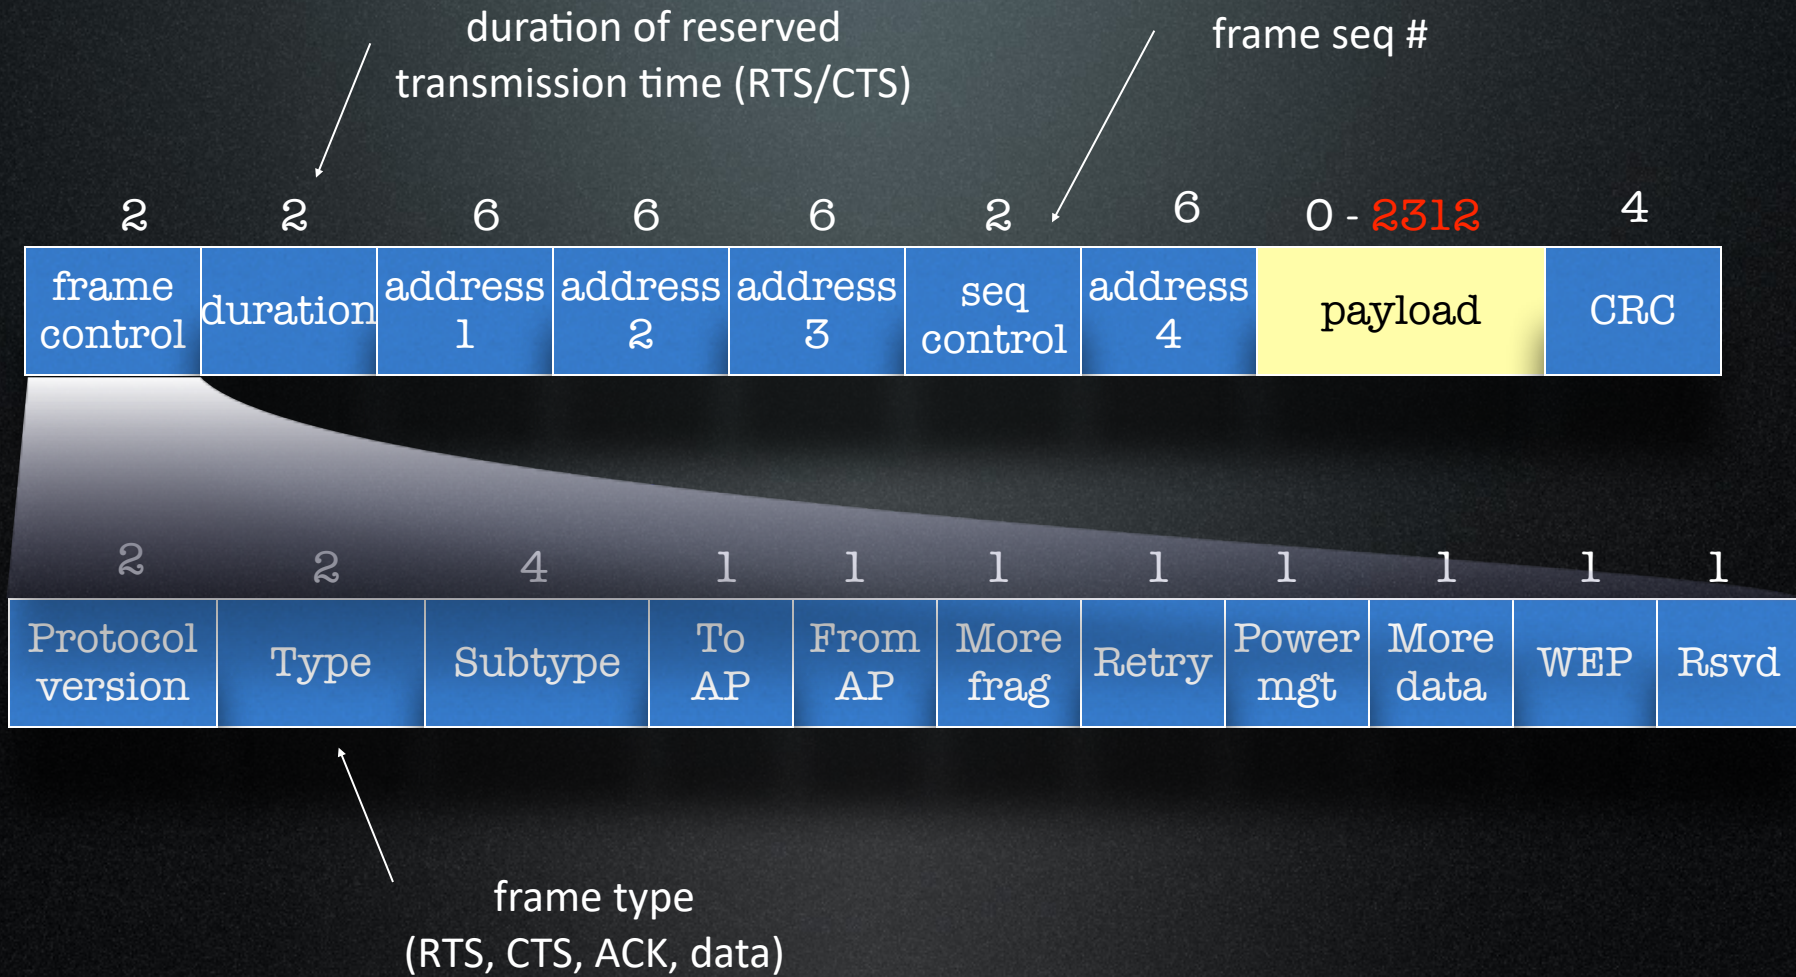 duration of reserved
transmission time (RTS/CTS)
frame seq #
2 2 6 6 6 2 6 0 - 2312 4
frame control
duration
address 1
address 2
address 3
seq control
address 4
payload
CRC
2 2 4 1 1 1 1 1 1 1 1
Protocol version
Type
Subtype
To AP
From AP
More frag
Retry
Power mgt
More data
WEP
Rsvd
frame type
(RTS, CTS, ACK, data)